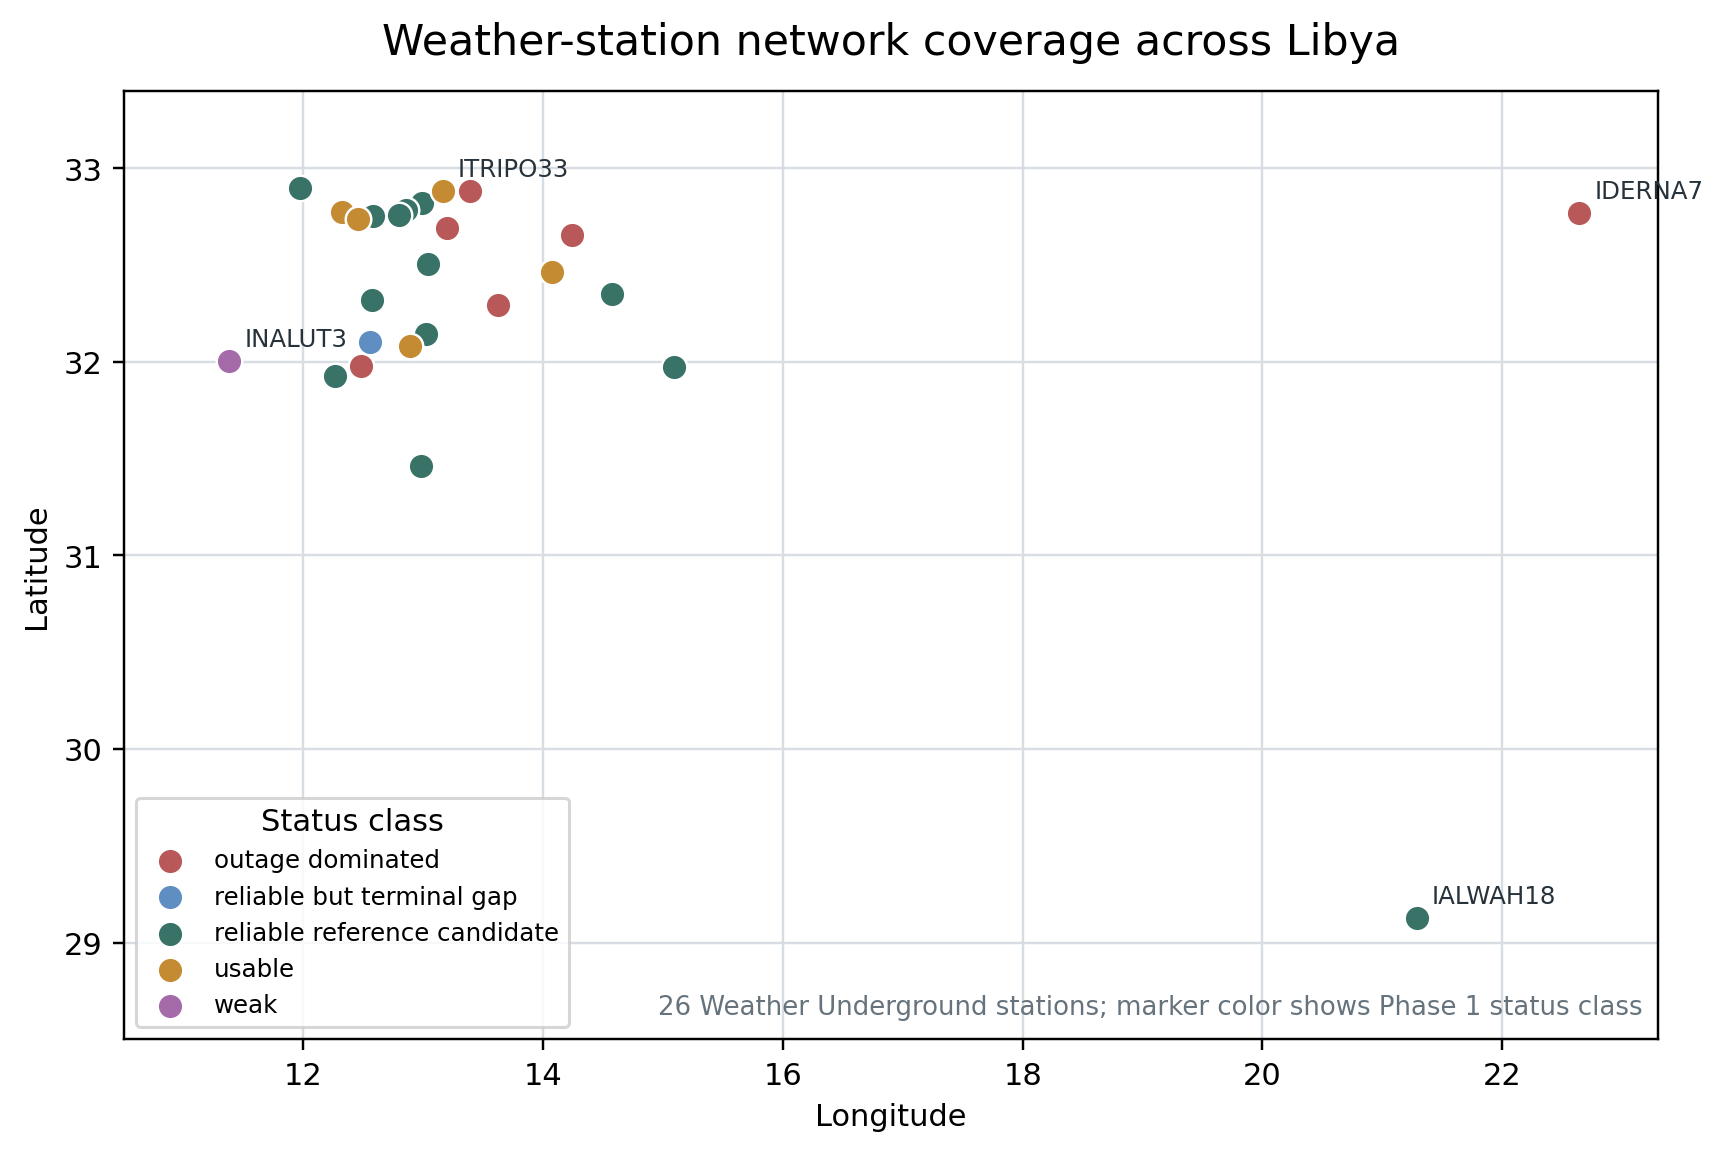 Weather-station network coverage across Libya
33
32
31
30
29
Latitude
ITRIPO33
IDERNA7
INALUT3
IALWAH18
Status class
outage dominated
reliable but terminal gap
reliable reference candidate
usable
weak
26 Weather Underground stations; marker color shows Phase 1 status class
12 14 16 18 20 22
Longitude